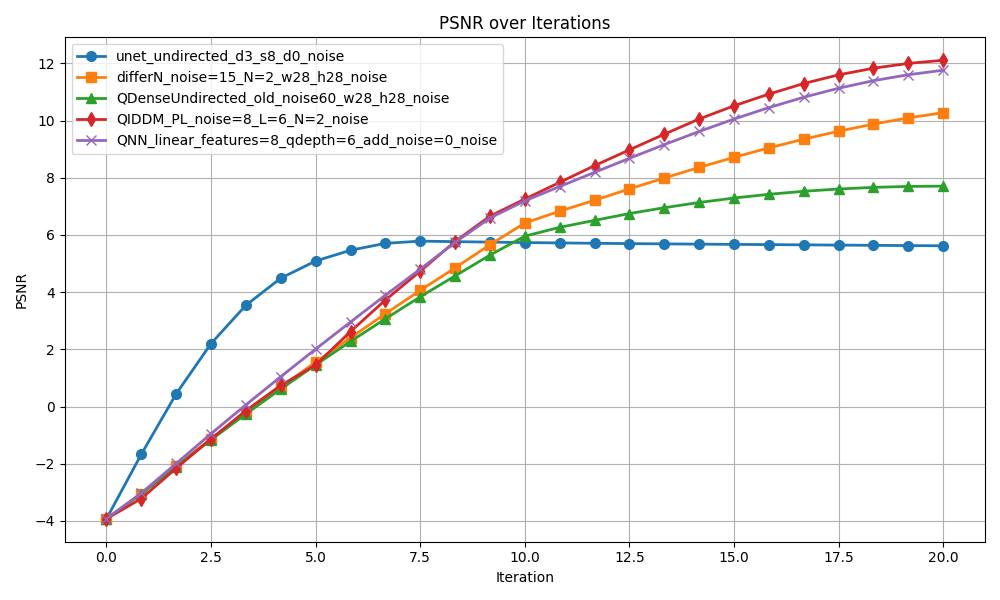 PSNR over Iterations
unet_undirected_d3_s8_d0_noise
differN_noise=15_N=2_w28_h28_noise
QDenseUndirected_old_noise60_w28_h28_noise
QIDDM_PL_noise=8_L=6_N=2_noise
QNN_linear_features=8_qdepth=6_add_noise=0_noise
PSNR
12
10
8
6
4
2
0
−2
−4
0.0 2.5 5.0 7.5 10.0 12.5 15.0 17.5 20.0
Iteration